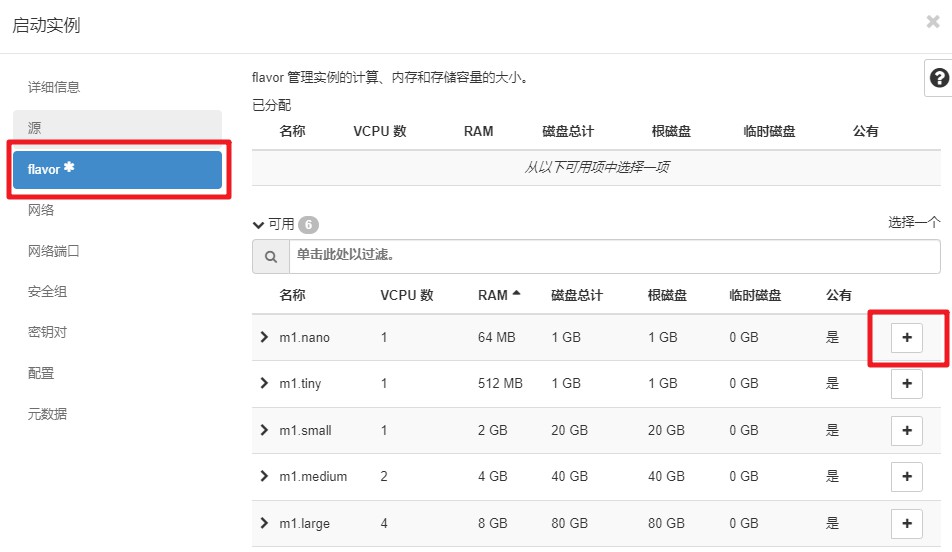 启动实例
×
详细信息
源
flavor *
网络
网络端口
安全组
密钥对
配置
元数据
flavor 管理实例的计算、内存和存储容量的大小。
?
已分配
名称 VCPU 数 RAM 磁盘总计 根磁盘 临时磁盘 公有
从以下可用项中选择一项
可用 6 选择一个
单击此处以过滤。
名称 VCPU 数 RAM 磁盘总计 根磁盘 临时磁盘 公有
m1.nano 1 64 MB 1 GB 1 GB 0 GB 是 +
m1.tiny 1 512 MB 1 GB 1 GB 0 GB 是 +
m1.small 1 2 GB 20 GB 20 GB 0 GB 是 +
m1.medium 2 4 GB 40 GB 40 GB 0 GB 是 +
m1.large 4 8 GB 80 GB 80 GB 0 GB 是 +